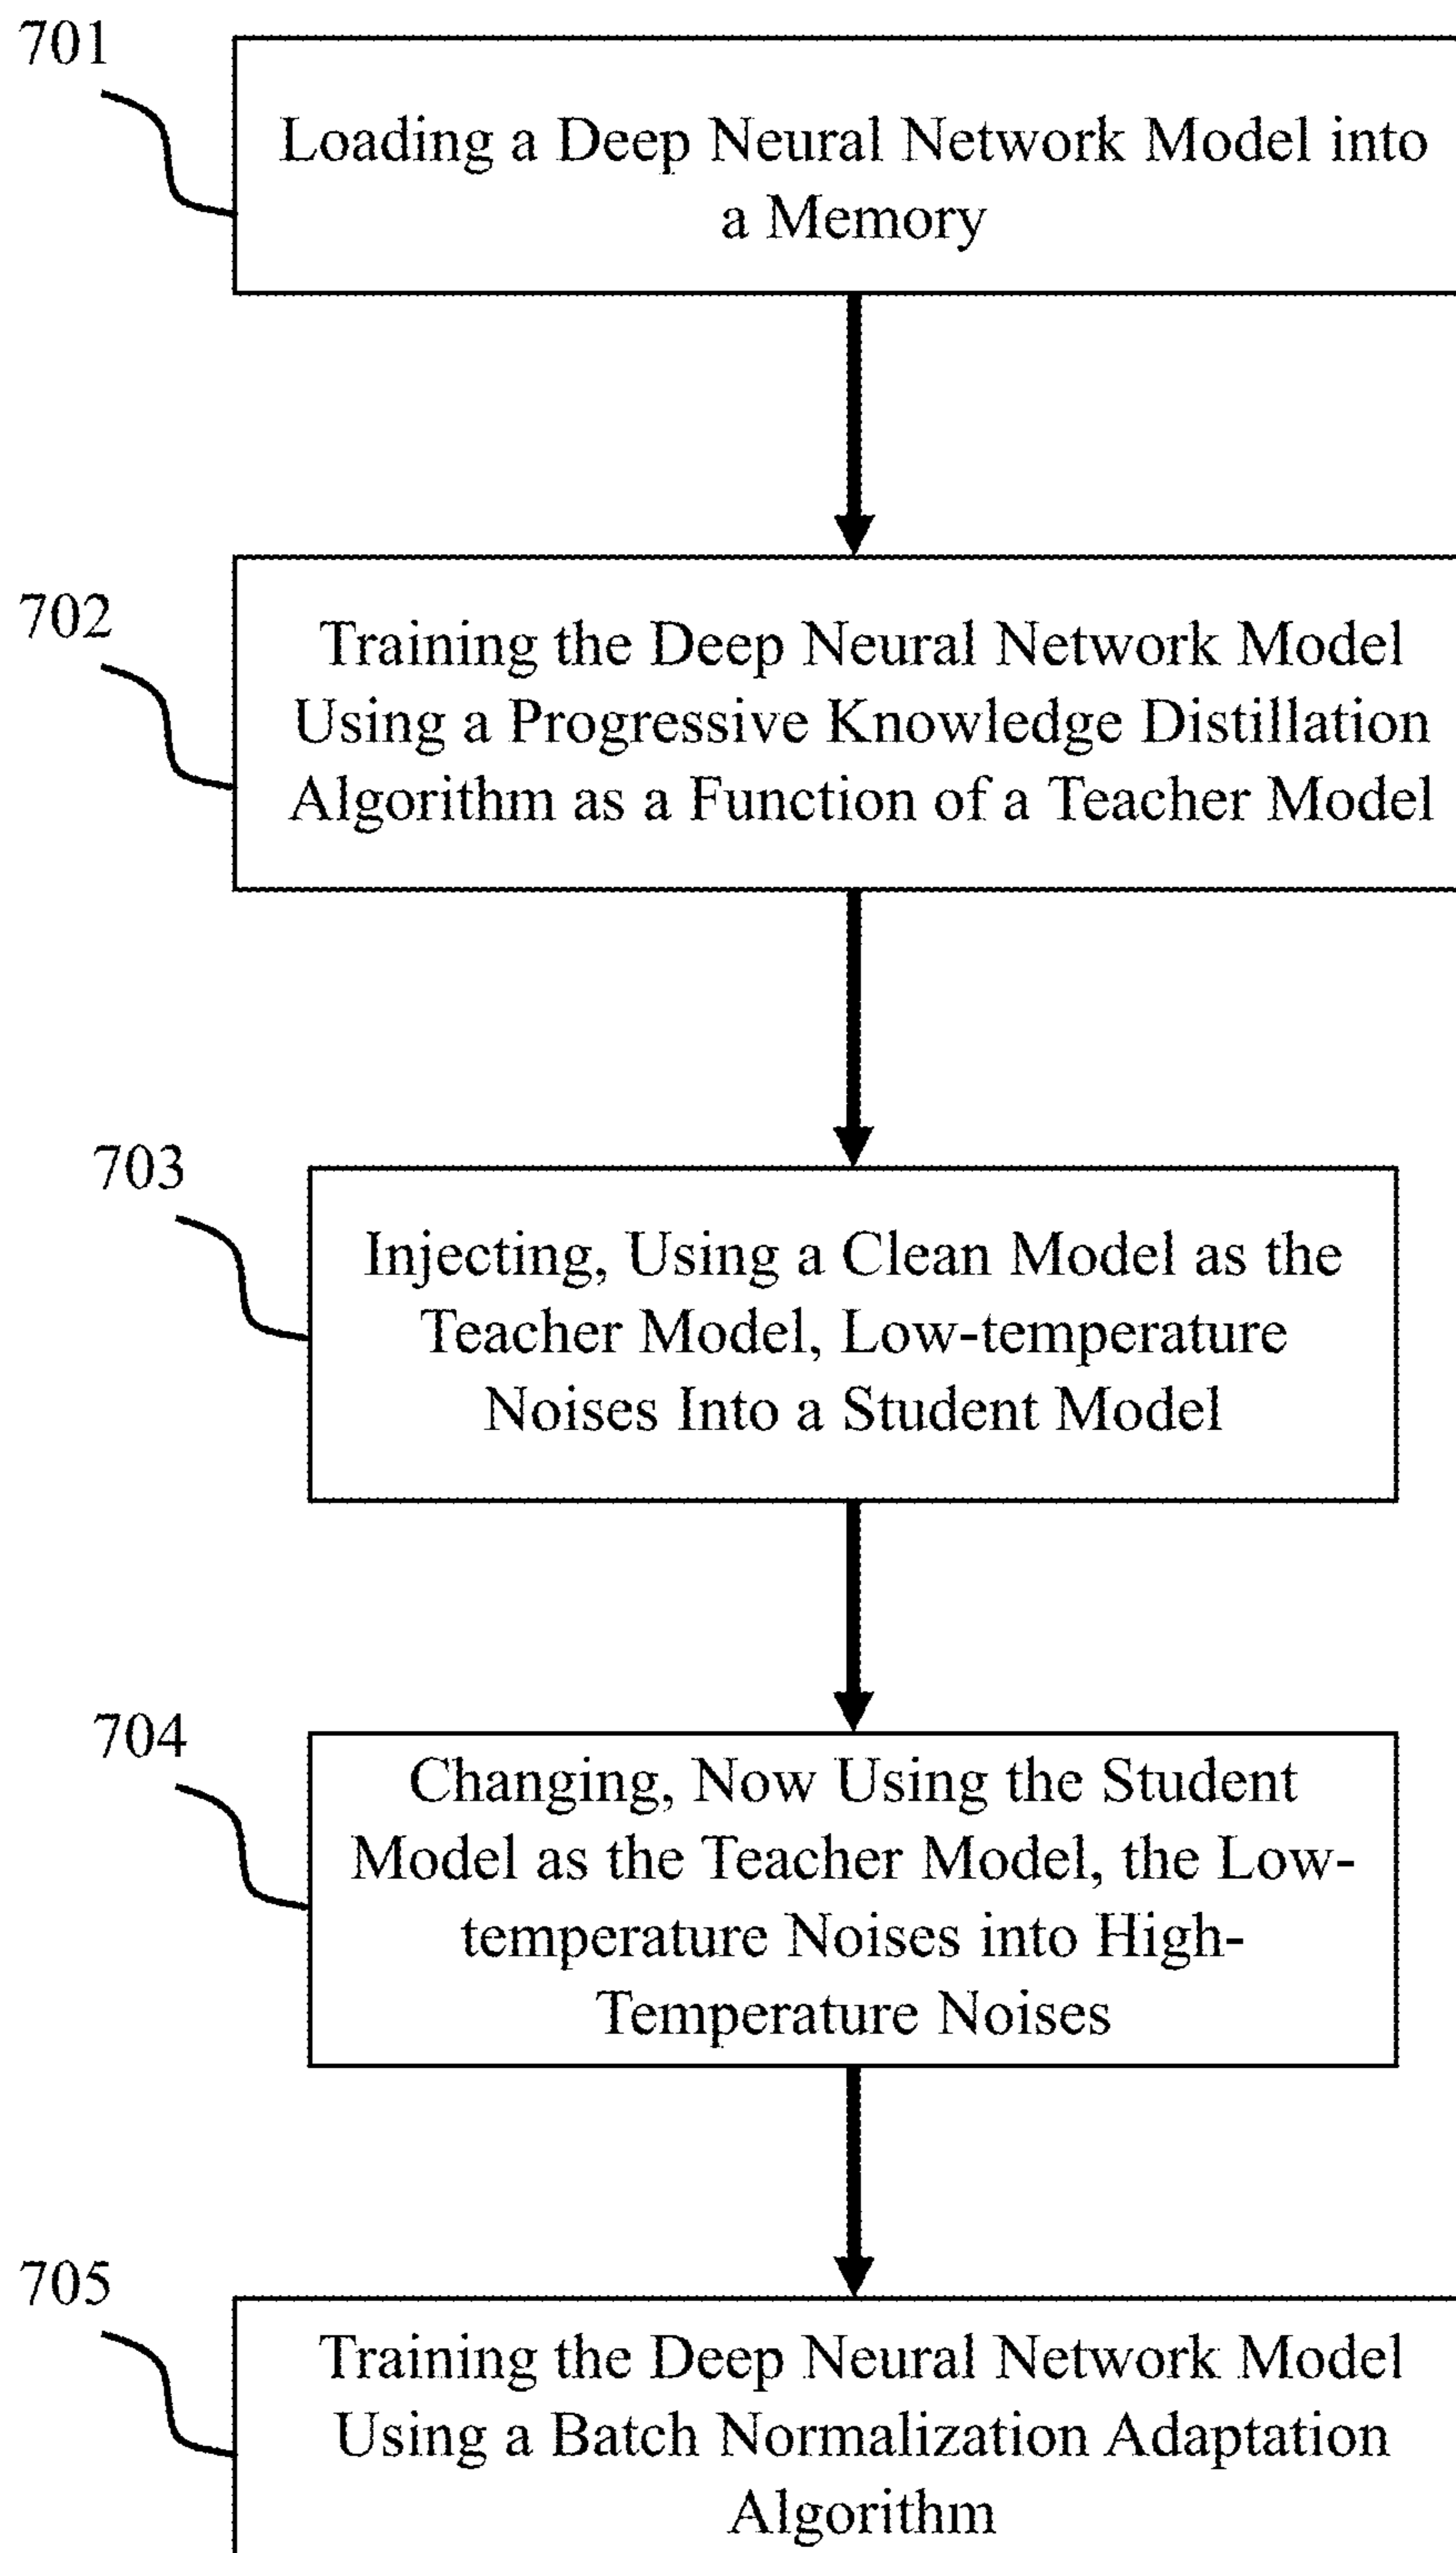 701
Loading a Deep Neural Network Model into
a Memory
702
Training the Deep Neural Network Model
Using a Progressive Knowledge Distillation
Algorithm as a Function of a Teacher Model
703
Injecting, Using a Clean Model as the
Teacher Model, Low-temperature
Noises Into a Student Model
704
Changing, Now Using the Student
Model as the Teacher Model, the Low-
temperature Noises into High-
Temperature Noises
705
Training the Deep Neural Network Model
Using a Batch Normalization Adaptation
Algorithm